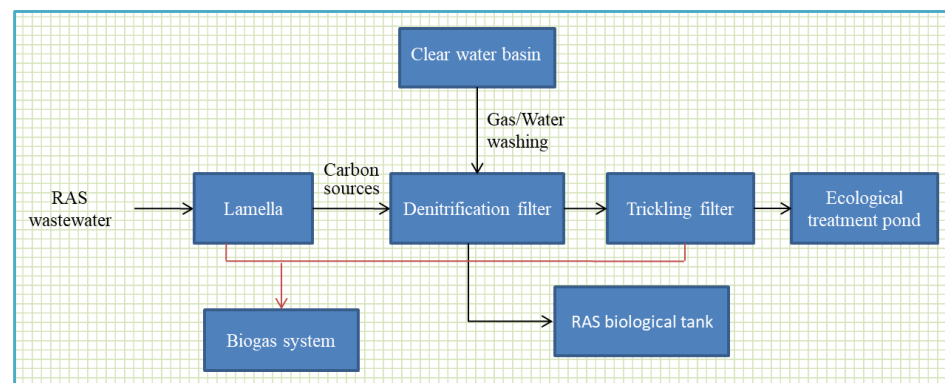 Clear water basin
Gas/Water
washing
Carbon
sources
RAS
wastewater
Lamella
Denitrification filter
Trickling filter
Ecological
treatment pond
RAS biological tank
Biogas system